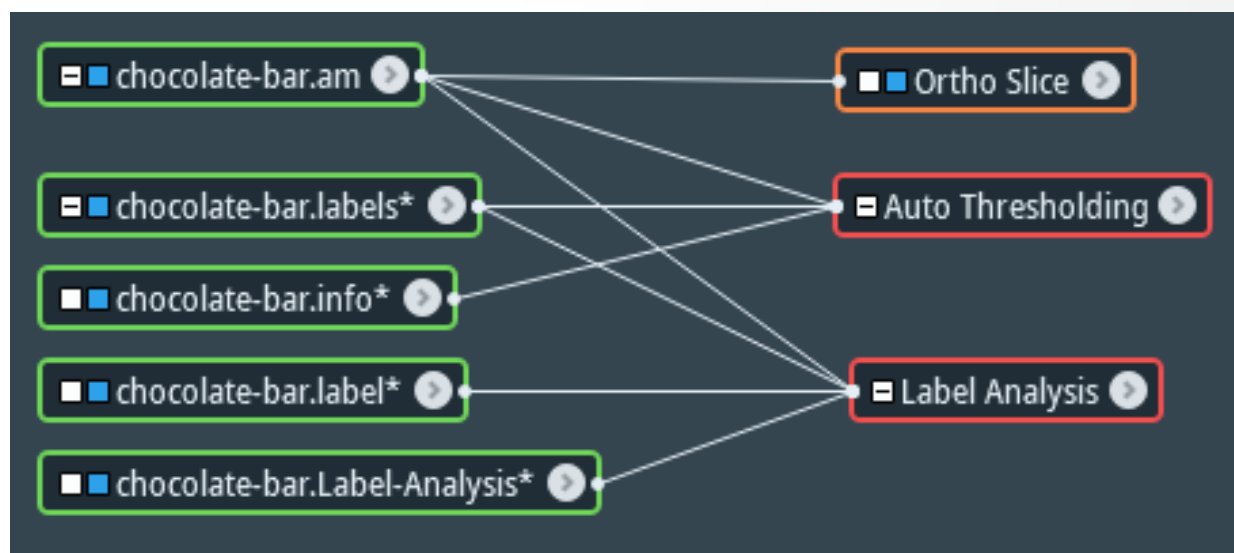 chocolate-bar.am
Ortho Slice
chocolate-bar.labels*
Auto Thresholding
chocolate-bar.info*
chocolate-bar.label*
Label Analysis
chocolate-bar.Label-Analysis*